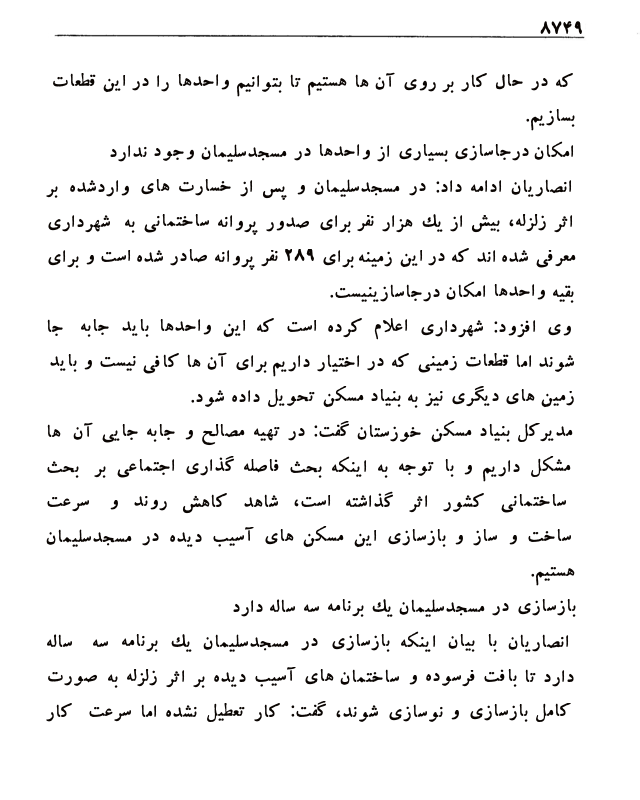 ۸۷۴۹
که در حال کار بر روی آن ها هستیم تا بتوانیم واحدها را در این قطعات
بسازیم.
امکان درجاسازی بسیاری از واحدها در مسجدسلیمان وجود ندارد
انصاریان ادامه داد: در مسجدسلیمان و پس از خسارت های واردشده بر
اثر زلزله، بیش از یك هزار نفر برای صدور پروانه ساختمانی به شهرداری
معرفی شده اند که در این زمینه برای ۲۸۹ نفر پروانه صادر شده است و برای
بقیه واحدها امکان درجاسازینیست.
وی افزود: شهرداری اعلام کرده است که این واحدها باید جابه جا
شوند اما قطعات زمینی که در اختیار داریم برای آن ها کافی نیست و باید
زمین های دیگری نیز به بنیاد مسکن تحویل داده شود.
مدیرکل بنیاد مسکن خوزستان گفت: در تهیه مصالح و جابه جایی آن ها
مشکل داریم و با توجه به اینکه بحث فاصله گذاری اجتماعی بر بحث
ساختمانی کشور اثر گذاشته است، شاهد کاهش روند و سرعت
ساخت و ساز و بازسازی این مسکن های آسیب دیده در مسجدسلیمان
هستیم.
بازسازی در مسجدسلیمان یك برنامه سه ساله دارد
انصاریان با بیان اینکه بازسازی در مسجدسلیمان یك برنامه سه ساله
دارد تا بافت فرسوده و ساختمان های آسیب دیده بر اثر زلزله به صورت
کامل بازسازی و نوسازی شوند، گفت: کار تعطیل نشده اما سرعت کار